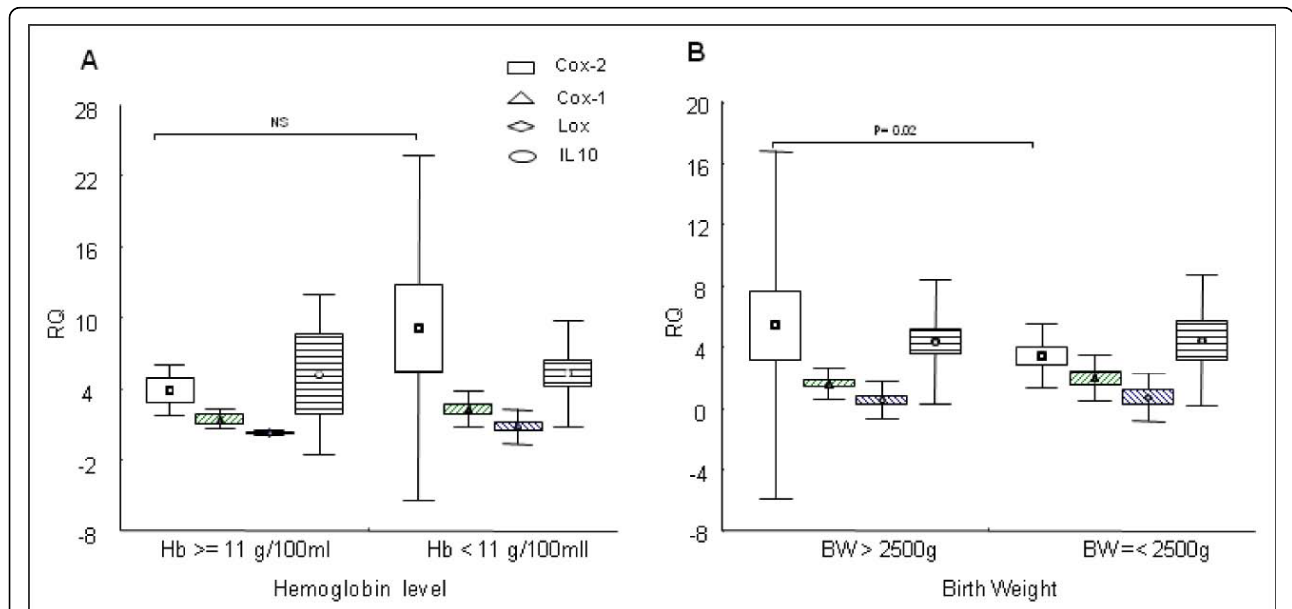 A
Cox-2
Cox-1
Lox
IL10
28
22
16
10
4
-2
-8
RQ
NS
Hb >= 11 g/100ml
Hb < 11 g/100mll
Hemoglobin level
B
20
16
12
8
4
0
-4
-8
RQ
P= 0.02
BW > 2500g
BW =< 2500g
Birth Weight